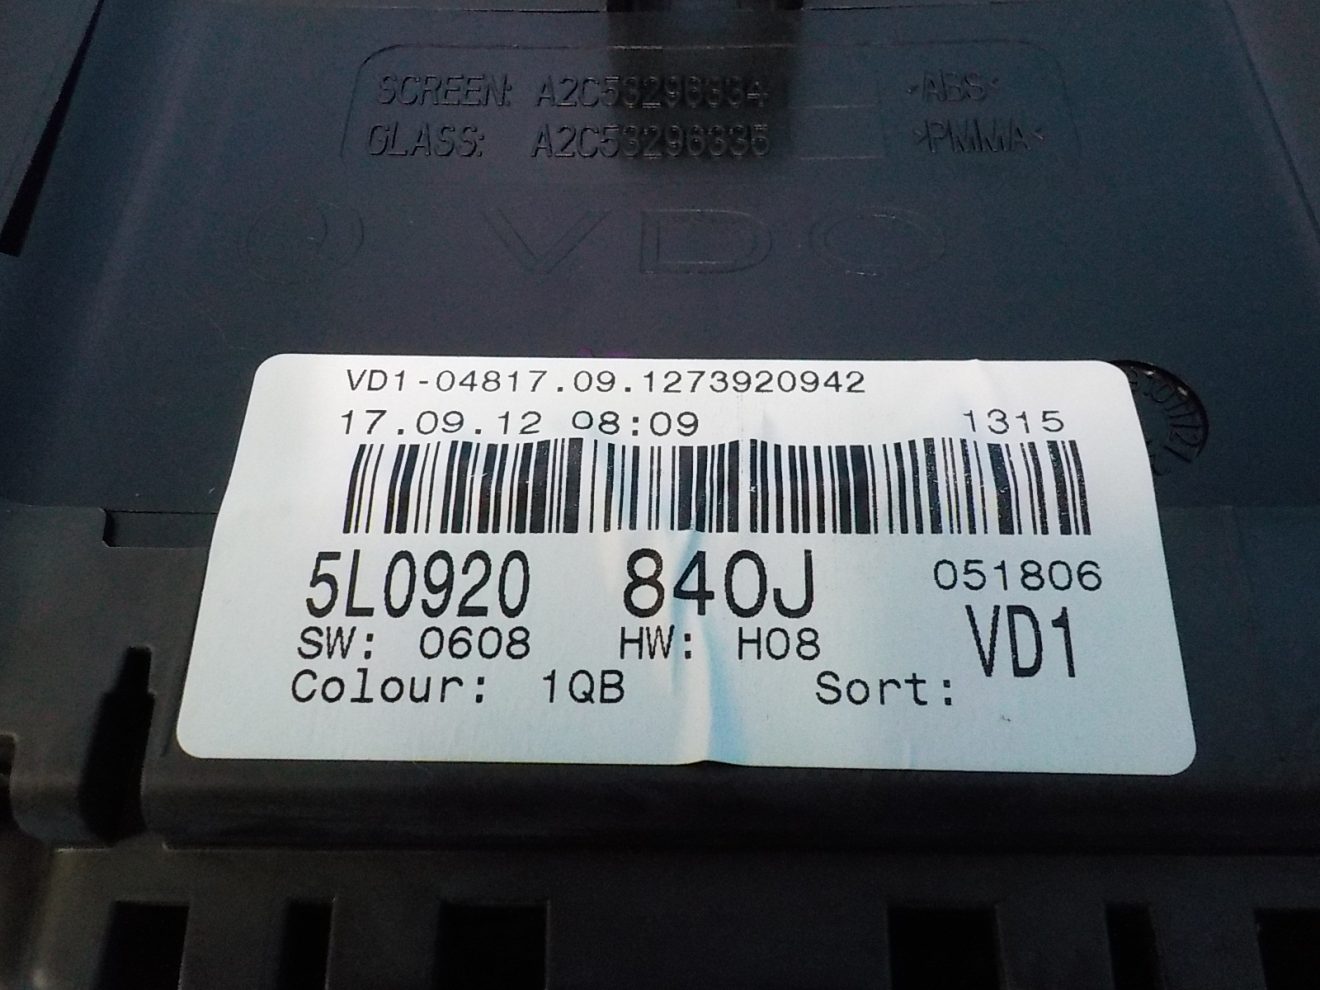 SCREEN: A2C53296334 >ABS<
GLASS: A2C53296335 >PMMA<
VDO
VD1-04817.09.1273920942
17.09.12 08:09 1315
5L0920 840J 051806
SW: 0608 HW: H08 VD1
Colour: 1QB Sort: